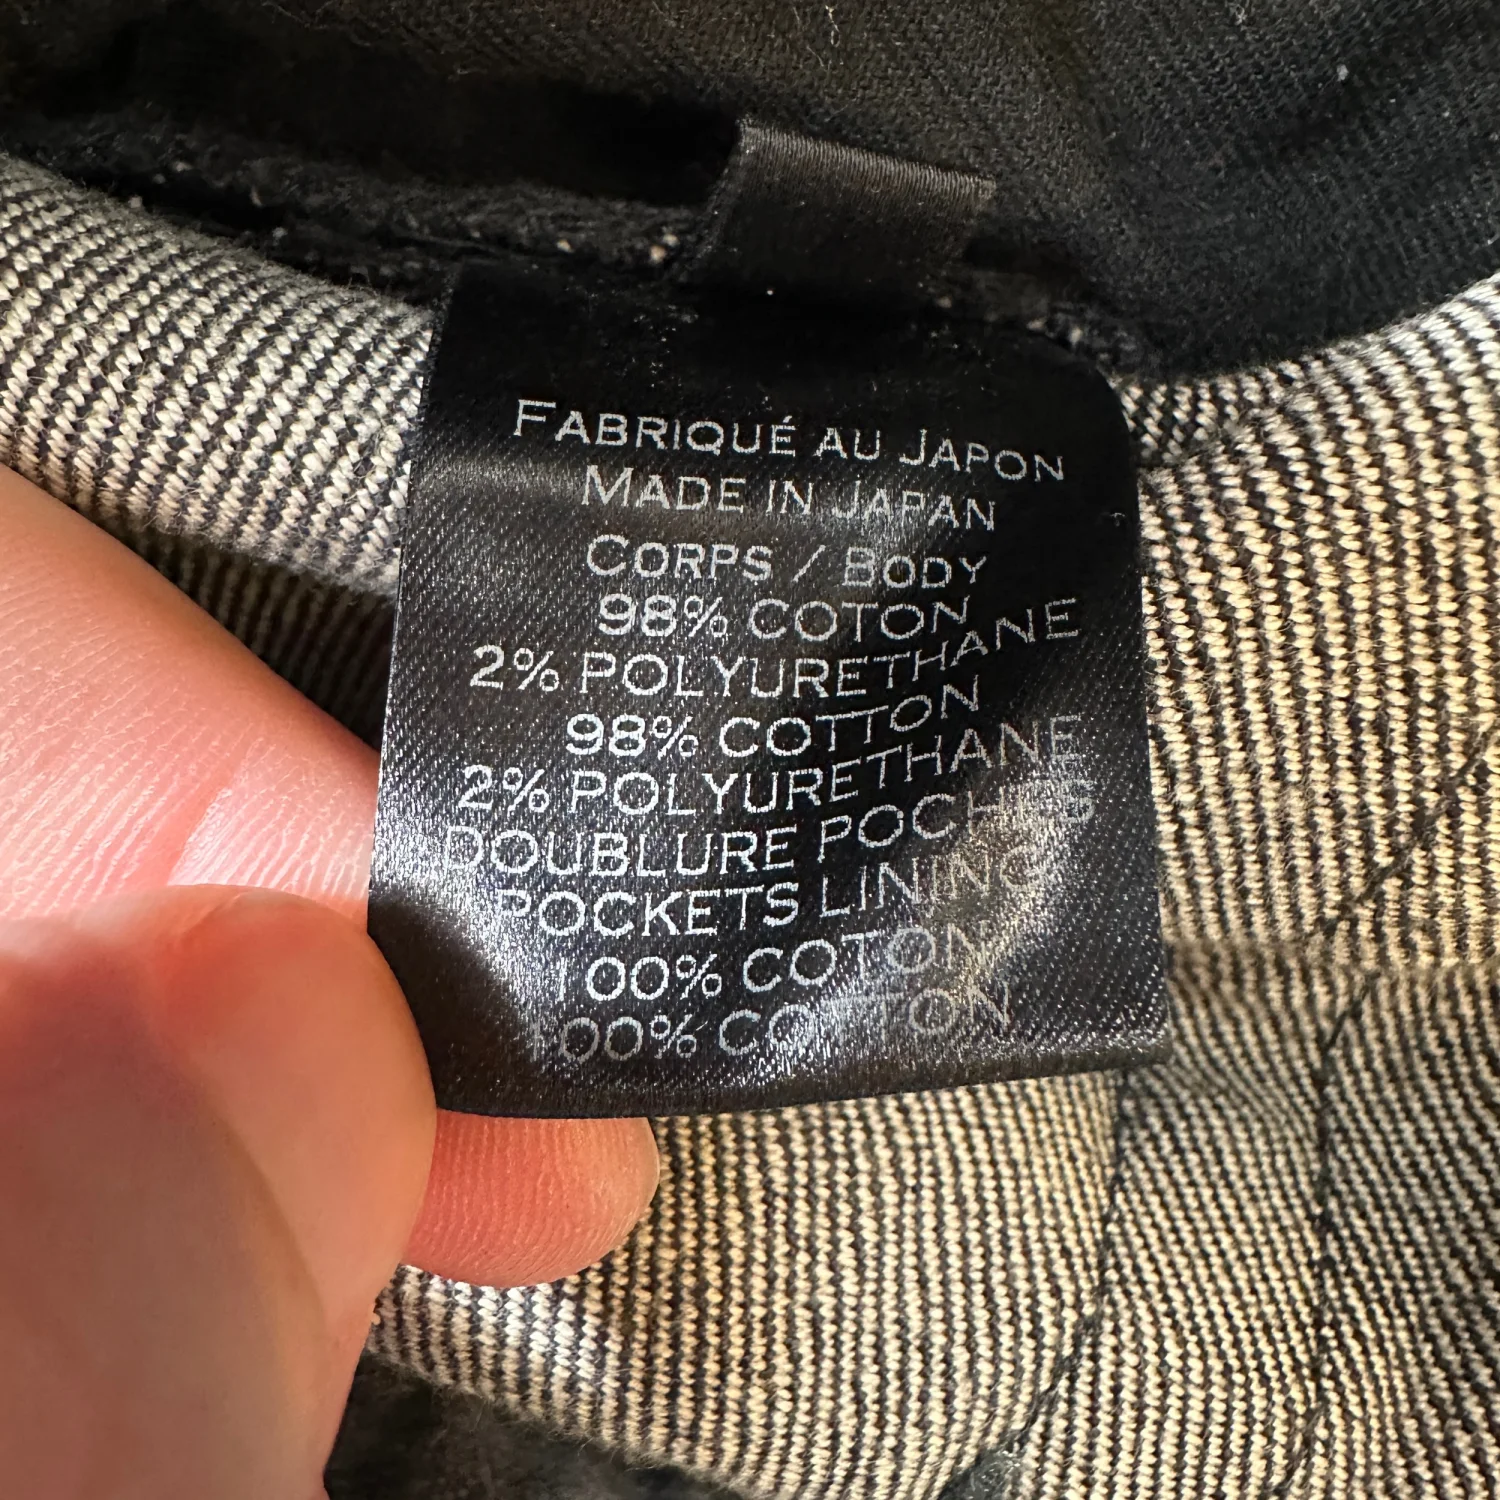 FABRIQUÉ AU JAPON
MADE IN JAPAN
CORPS / BODY
98% COTON
2% POLYURETHANE
98% COTTON
2% POLYURETHANE
DOUBLURE POCHES
POCKETS LINING
100% COTON
100% COTTON